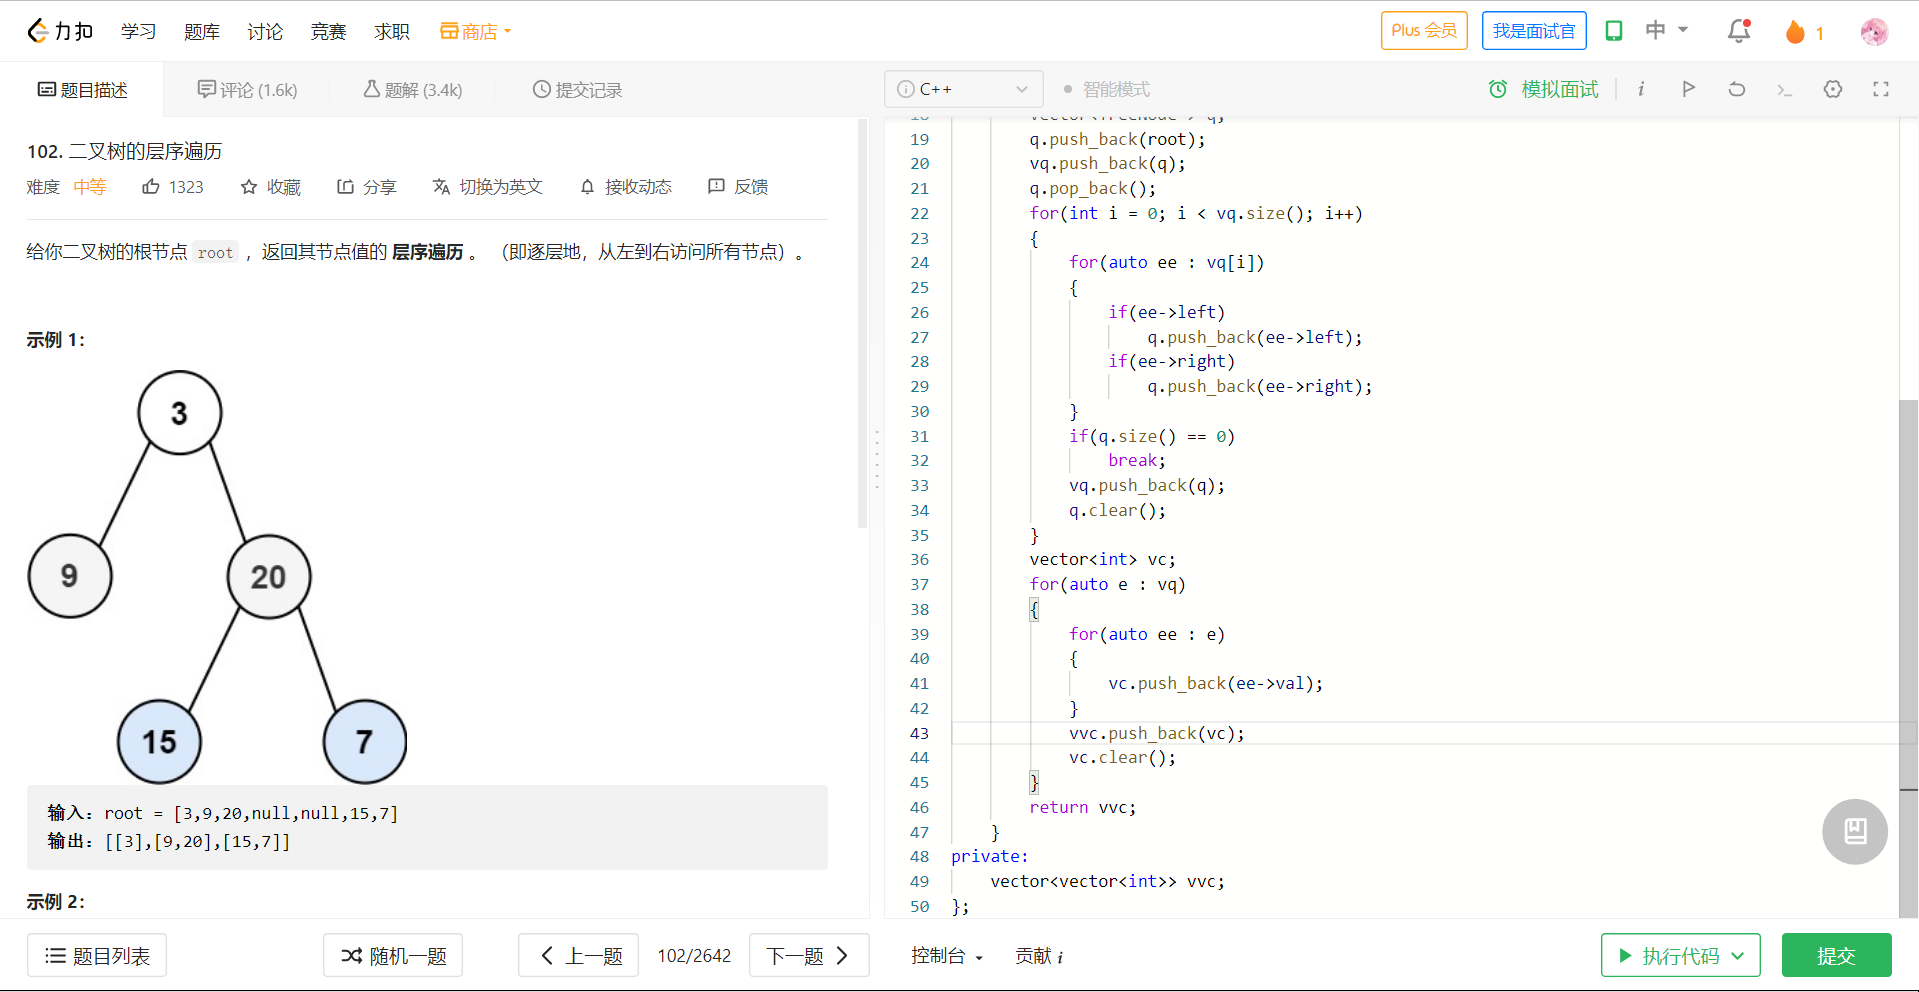 力扣 学习 题库 讨论 竞赛 求职 商店 Plus 会员 我是面试官 中 1
题目描述 评论 (1.6k) 题解 (3.4k) 提交记录
102. 二叉树的层序遍历
难度 中等 1323 收藏 分享 切换为英文 接收动态 反馈
给你二叉树的根节点 root ，返回其节点值的 层序遍历 。 （即逐层地，从左到右访问所有节点）。
示例 1：
3
9 20
15 7
输入：root = [3,9,20,null,null,15,7]
输出：[[3],[9,20],[15,7]]
示例 2：
题目列表 随机一题 上一题 102/2642 下一题
C++ 智能模式 模拟面试 i
18 vector<TreeNode*> q;
19 q.push_back(root);
20 vq.push_back(q);
21 q.pop_back();
22 for(int i = 0; i < vq.size(); i++)
23 {
24 for(auto ee : vq[i])
25 {
26 if(ee->left)
27 q.push_back(ee->left);
28 if(ee->right)
29 q.push_back(ee->right);
30 }
31 if(q.size() == 0)
32 break;
33 vq.push_back(q);
34 q.clear();
35 }
36 vector<int> vc;
37 for(auto e : vq)
38 {
39 for(auto ee : e)
40 {
41 vc.push_back(ee->val);
42 }
43 vvc.push_back(vc);
44 vc.clear();
45 }
46 return vvc;
47 }
48 private:
49 vector<vector<int>> vvc;
50 };
控制台 贡献 i 执行代码 提交